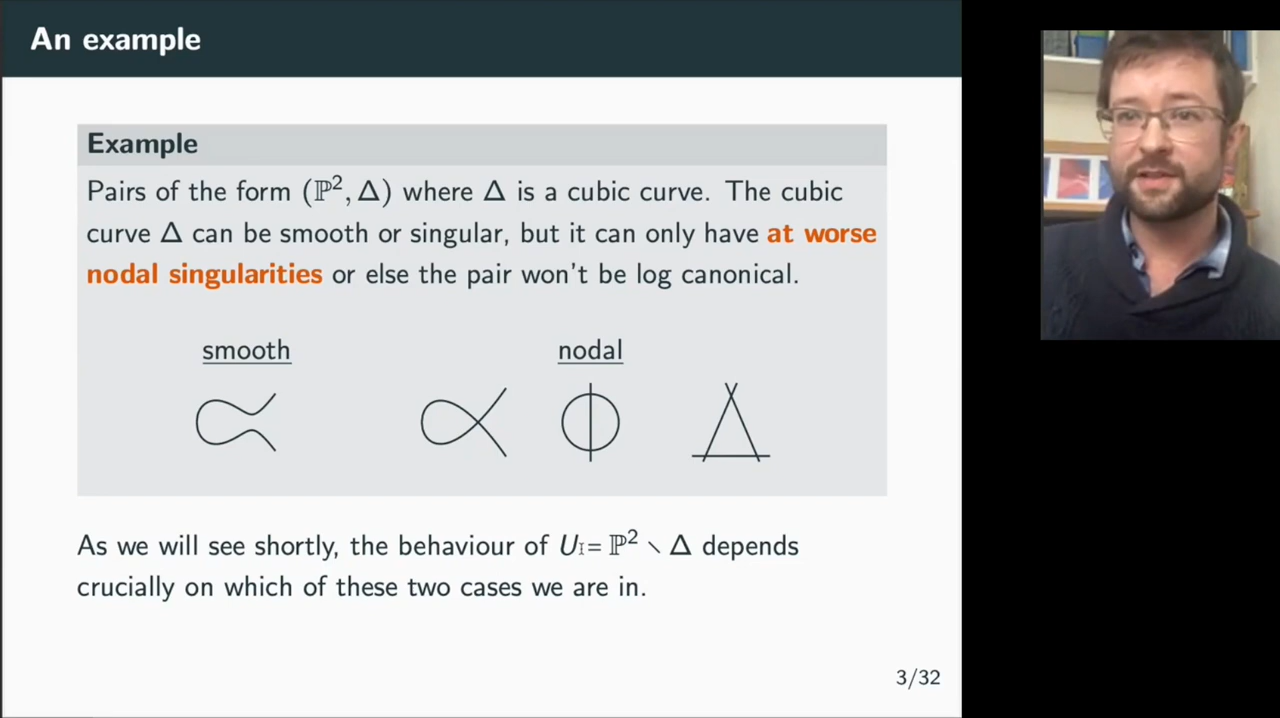 An example
Example
Pairs of the form (ℙ², Δ) where Δ is a cubic curve. The cubic
curve Δ can be smooth or singular, but it can only have at worse
nodal singularities or else the pair won't be log canonical.
smooth
nodal
As we will see shortly, the behaviour of U = ℙ² ∖ Δ depends
crucially on which of these two cases we are in.
3/32